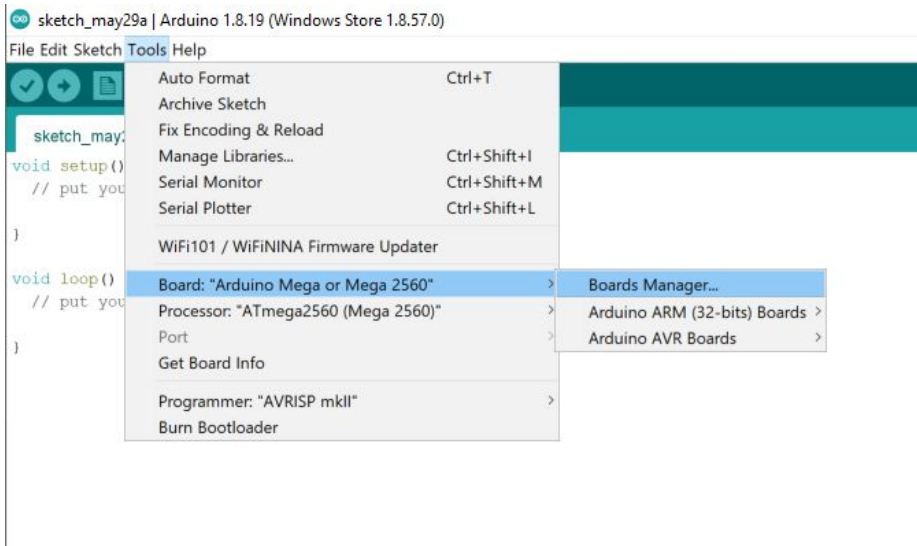 sketch_may29a | Arduino 1.8.19 (Windows Store 1.8.57.0)
File Edit Sketch Tools Help
Auto Format Ctrl+T
Archive Sketch
sketch_may2
Fix Encoding & Reload
void setup()
Manage Libraries... Ctrl+Shift+I
// put you
Serial Monitor Ctrl+Shift+M
Serial Plotter Ctrl+Shift+L
}
WiFi101 / WiFiNINA Firmware Updater
void loop()
Board: "Arduino Mega or Mega 2560" > Boards Manager...
// put you
Processor: "ATmega2560 (Mega 2560)" > Arduino ARM (32-bits) Boards >
Port > Arduino AVR Boards >
}
Get Board Info
Programmer: "AVRISP mkII" >
Burn Bootloader